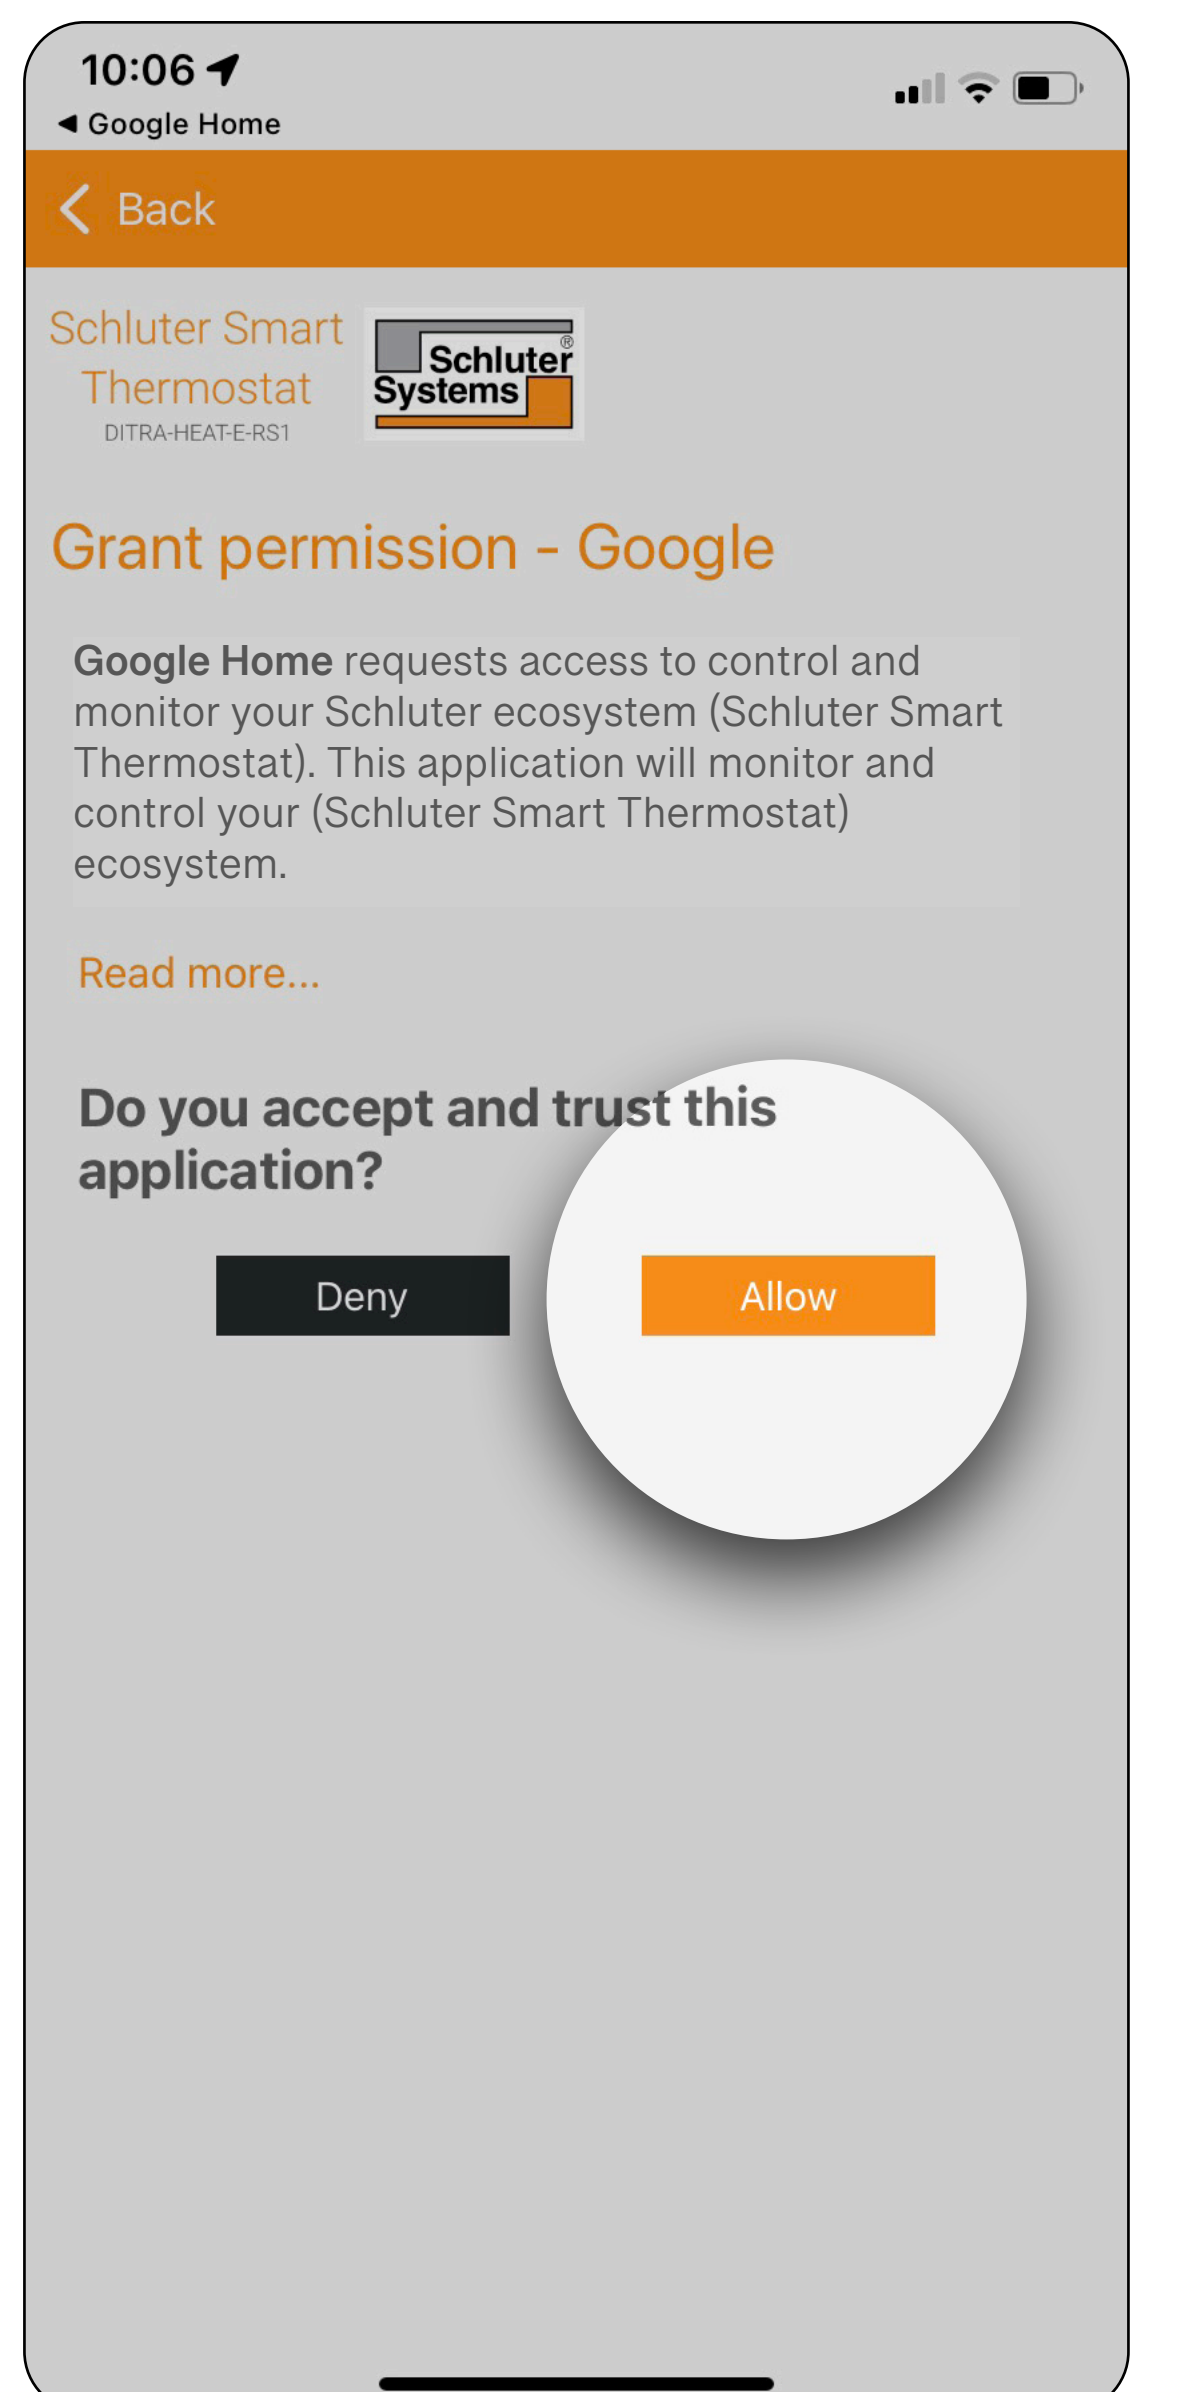 10:06
Google Home
Back
Schluter Smart
Thermostat
DITRA-HEAT-E-RS1
Schluter®
Systems
Grant permission - Google
Google Home requests access to control and
monitor your Schluter ecosystem (Schluter Smart
Thermostat). This application will monitor and
control your (Schluter Smart Thermostat)
ecosystem.
Read more...
Do you accept and trust this
application?
Deny
Allow